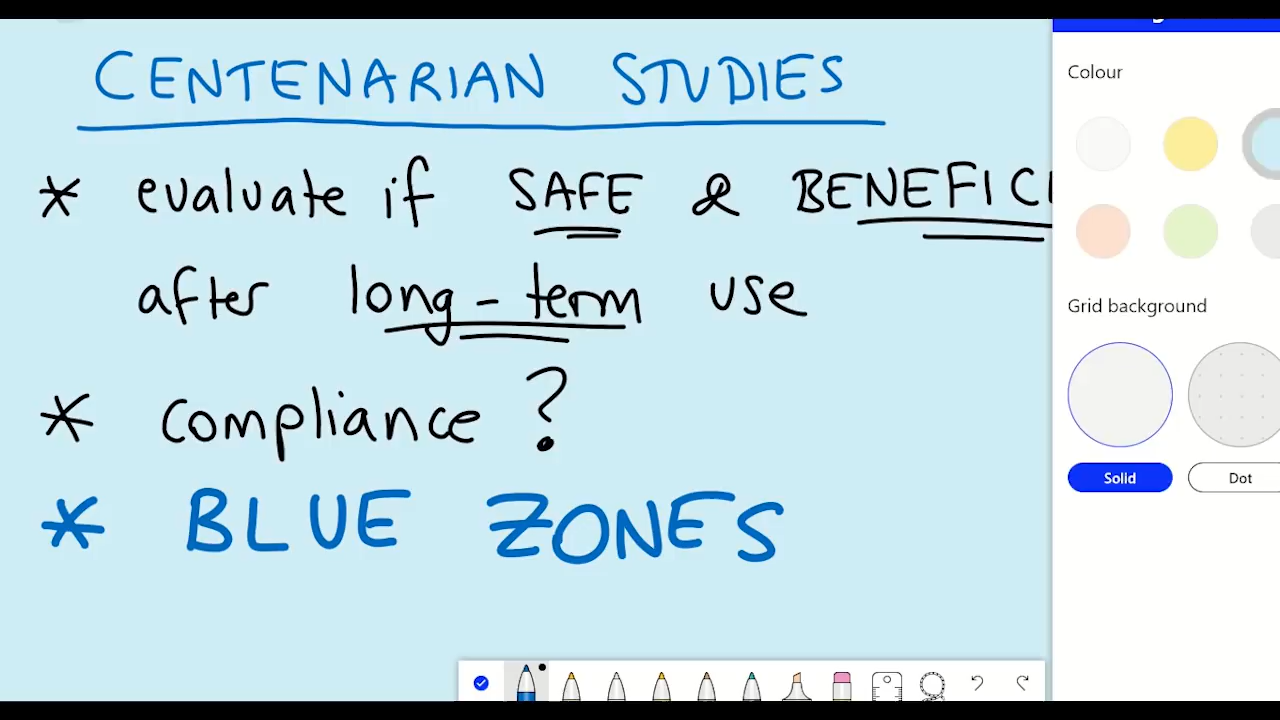 CENTENARIAN STUDIES
* evaluate if SAFE & BENEFICI
after long-term use
* compliance?
* BLUE ZONES
Colour
Grid background
Solid
Dot